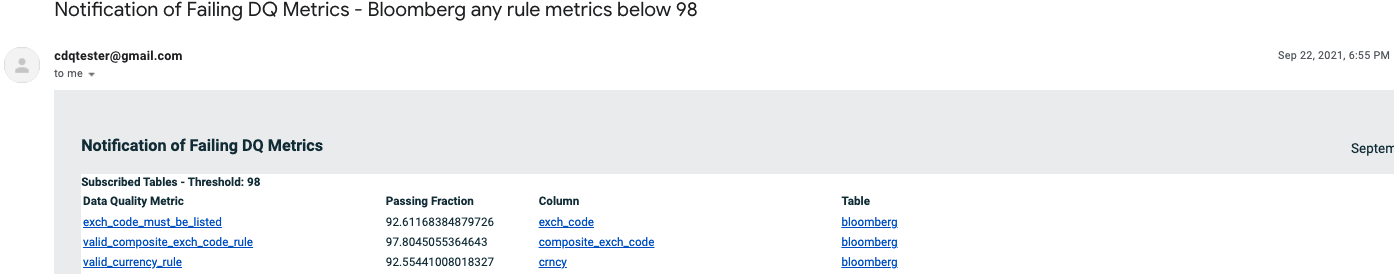 Notification of Failing DQ Metrics - Bloomberg any rule metrics below 98
cdqtester@gmail.com
Sep 22, 2021, 6:55 PM
to me
Notification of Failing DQ Metrics
Septem
Subscribed Tables - Threshold: 98
Data Quality Metric Passing Fraction Column Table
exch_code_must_be_listed 92.61168384879726 exch_code bloomberg
valid_composite_exch_code_rule 97.8045055364643 composite_exch_code bloomberg
valid_currency_rule 92.55441008018327 crncy bloomberg